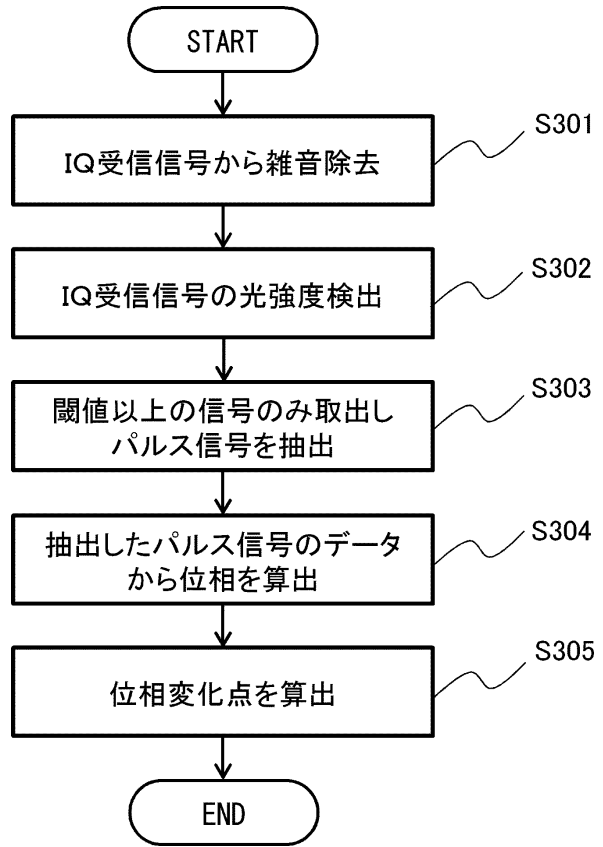 START
IQ受信信号から雑音除去
S301
IQ受信信号の光強度検出
S302
閾値以上の信号のみ取出し
パルス信号を抽出
S303
抽出したパルス信号のデータ
から位相を算出
S304
位相変化点を算出
S305
END